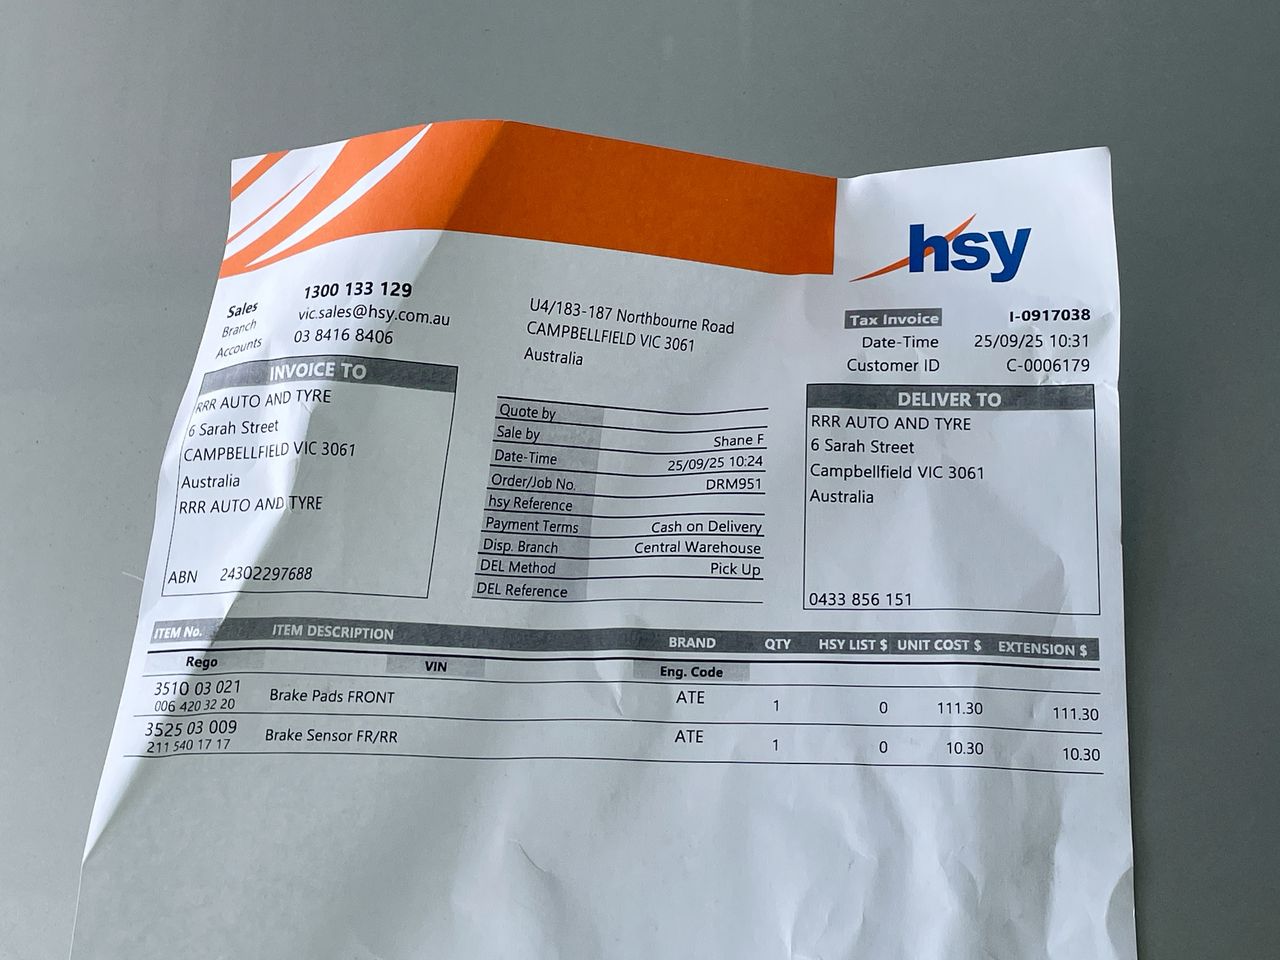 hsy
Sales 1300 133 129
Branch vic.sales@hsy.com.au
Accounts 03 8416 8406
U4/183-187 Northbourne Road
CAMPBELLFIELD VIC 3061
Australia
Tax Invoice I-0917038
Date-Time 25/09/25 10:31
Customer ID C-0006179
INVOICE TO
RRR AUTO AND TYRE
6 Sarah Street
CAMPBELLFIELD VIC 3061
Australia
RRR AUTO AND TYRE
ABN 24302297688
Quote by
Sale by Shane F
Date-Time 25/09/25 10:24
Order/Job No. DRM951
hsy Reference
Payment Terms Cash on Delivery
Disp. Branch Central Warehouse
DEL Method Pick Up
DEL Reference
DELIVER TO
RRR AUTO AND TYRE
6 Sarah Street
Campbellfield VIC 3061
Australia
0433 856 151
ITEM No. ITEM DESCRIPTION BRAND QTY HSY LIST $ UNIT COST $ EXTENSION $
Rego VIN Eng. Code
3510 03 021 Brake Pads FRONT ATE 1 0 111.30 111.30
006 420 32 20
3525 03 009 Brake Sensor FR/RR ATE 1 0 10.30 10.30
211 540 17 17